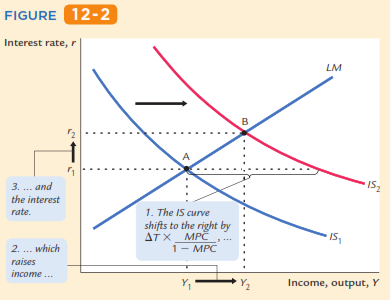 FIGURE 12-2
Interest rate, r
LM
B
r₂
A
r₁
3. ... and
the interest
rate.
IS₂
1. The IS curve
shifts to the right by
ΔT × MPC / 1 − MPC, ...
IS₁
2. ... which
raises
income ...
Y₁
Y₂
Income, output, Y